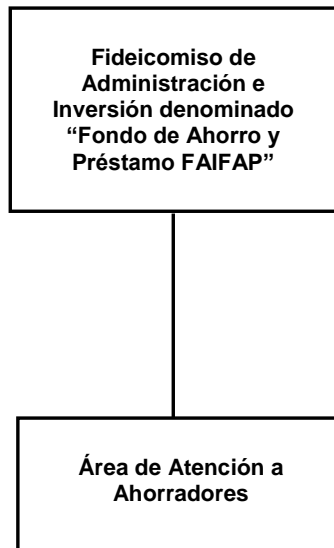 Fideicomiso de
Administración e
Inversión denominado
“Fondo de Ahorro y
Préstamo FAIFAP”
Área de Atención a
Ahorradores